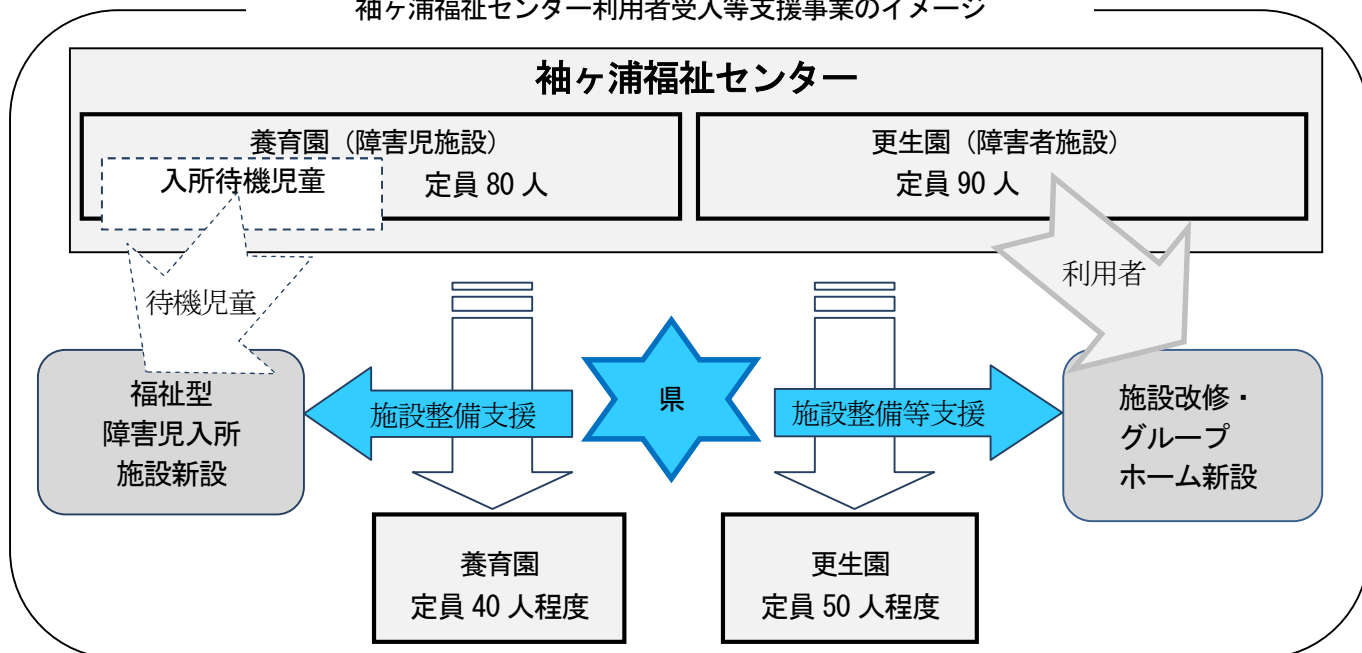 袖ヶ浦福祉センター利用者受入等支援事業のイメージ
袖ヶ浦福祉センター
養育園（障害児施設）
入所待機児童
定員 80 人
更生園（障害者施設）
定員 90 人
待機児童
利用者
福祉型
障害児入所
施設新設
施設整備支援
県
施設整備等支援
施設改修・
グループ
ホーム新設
養育園
定員 40 人程度
更生園
定員 50 人程度